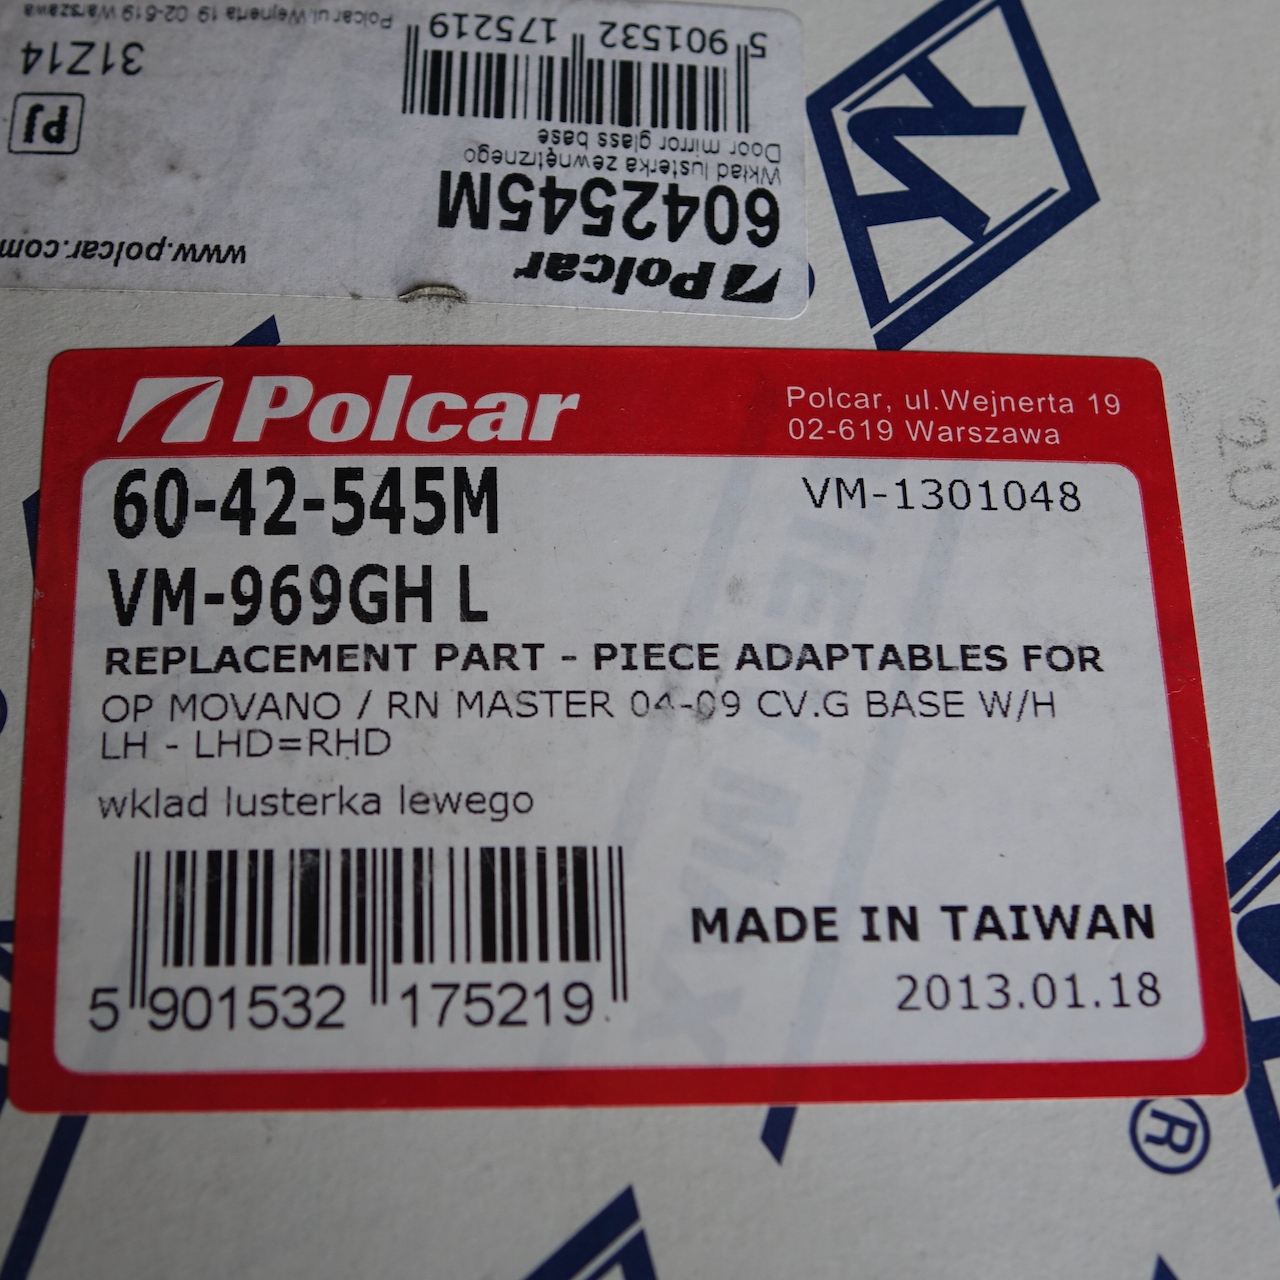 Polcar ul.Wejnerta 19 02-619 Warszawa
31Z14
5 901532 175219
PJ
Door mirror glass base
Wkład lusterka zewnętrznego
6042545M
www.polcar.com
Polcar
Polcar
Polcar, ul.Wejnerta 19
02-619 Warszawa
60-42-545M
VM-1301048
VM-969GH L
REPLACEMENT PART - PIECE ADAPTABLES FOR
OP MOVANO / RN MASTER 04-09 CV.G BASE W/H
LH - LHD=RHD
wklad lusterka lewego
MADE IN TAIWAN
2013.01.18
5 901532 175219
®